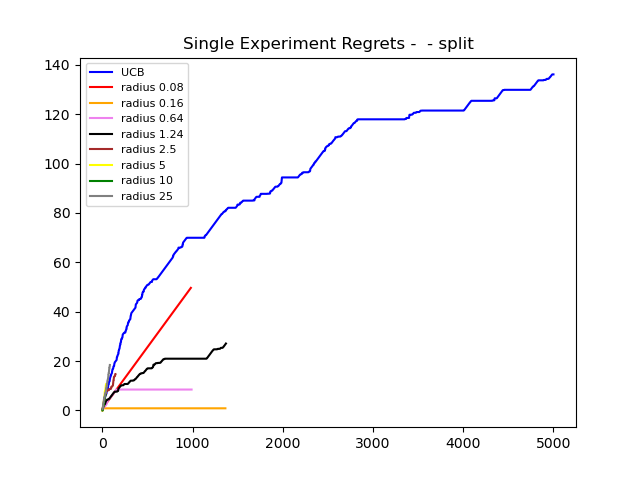 Single Experiment Regrets -  - split
140
120
100
80
60
40
20
0
UCB
radius 0.08
radius 0.16
radius 0.64
radius 1.24
radius 2.5
radius 5
radius 10
radius 25
0 1000 2000 3000 4000 5000